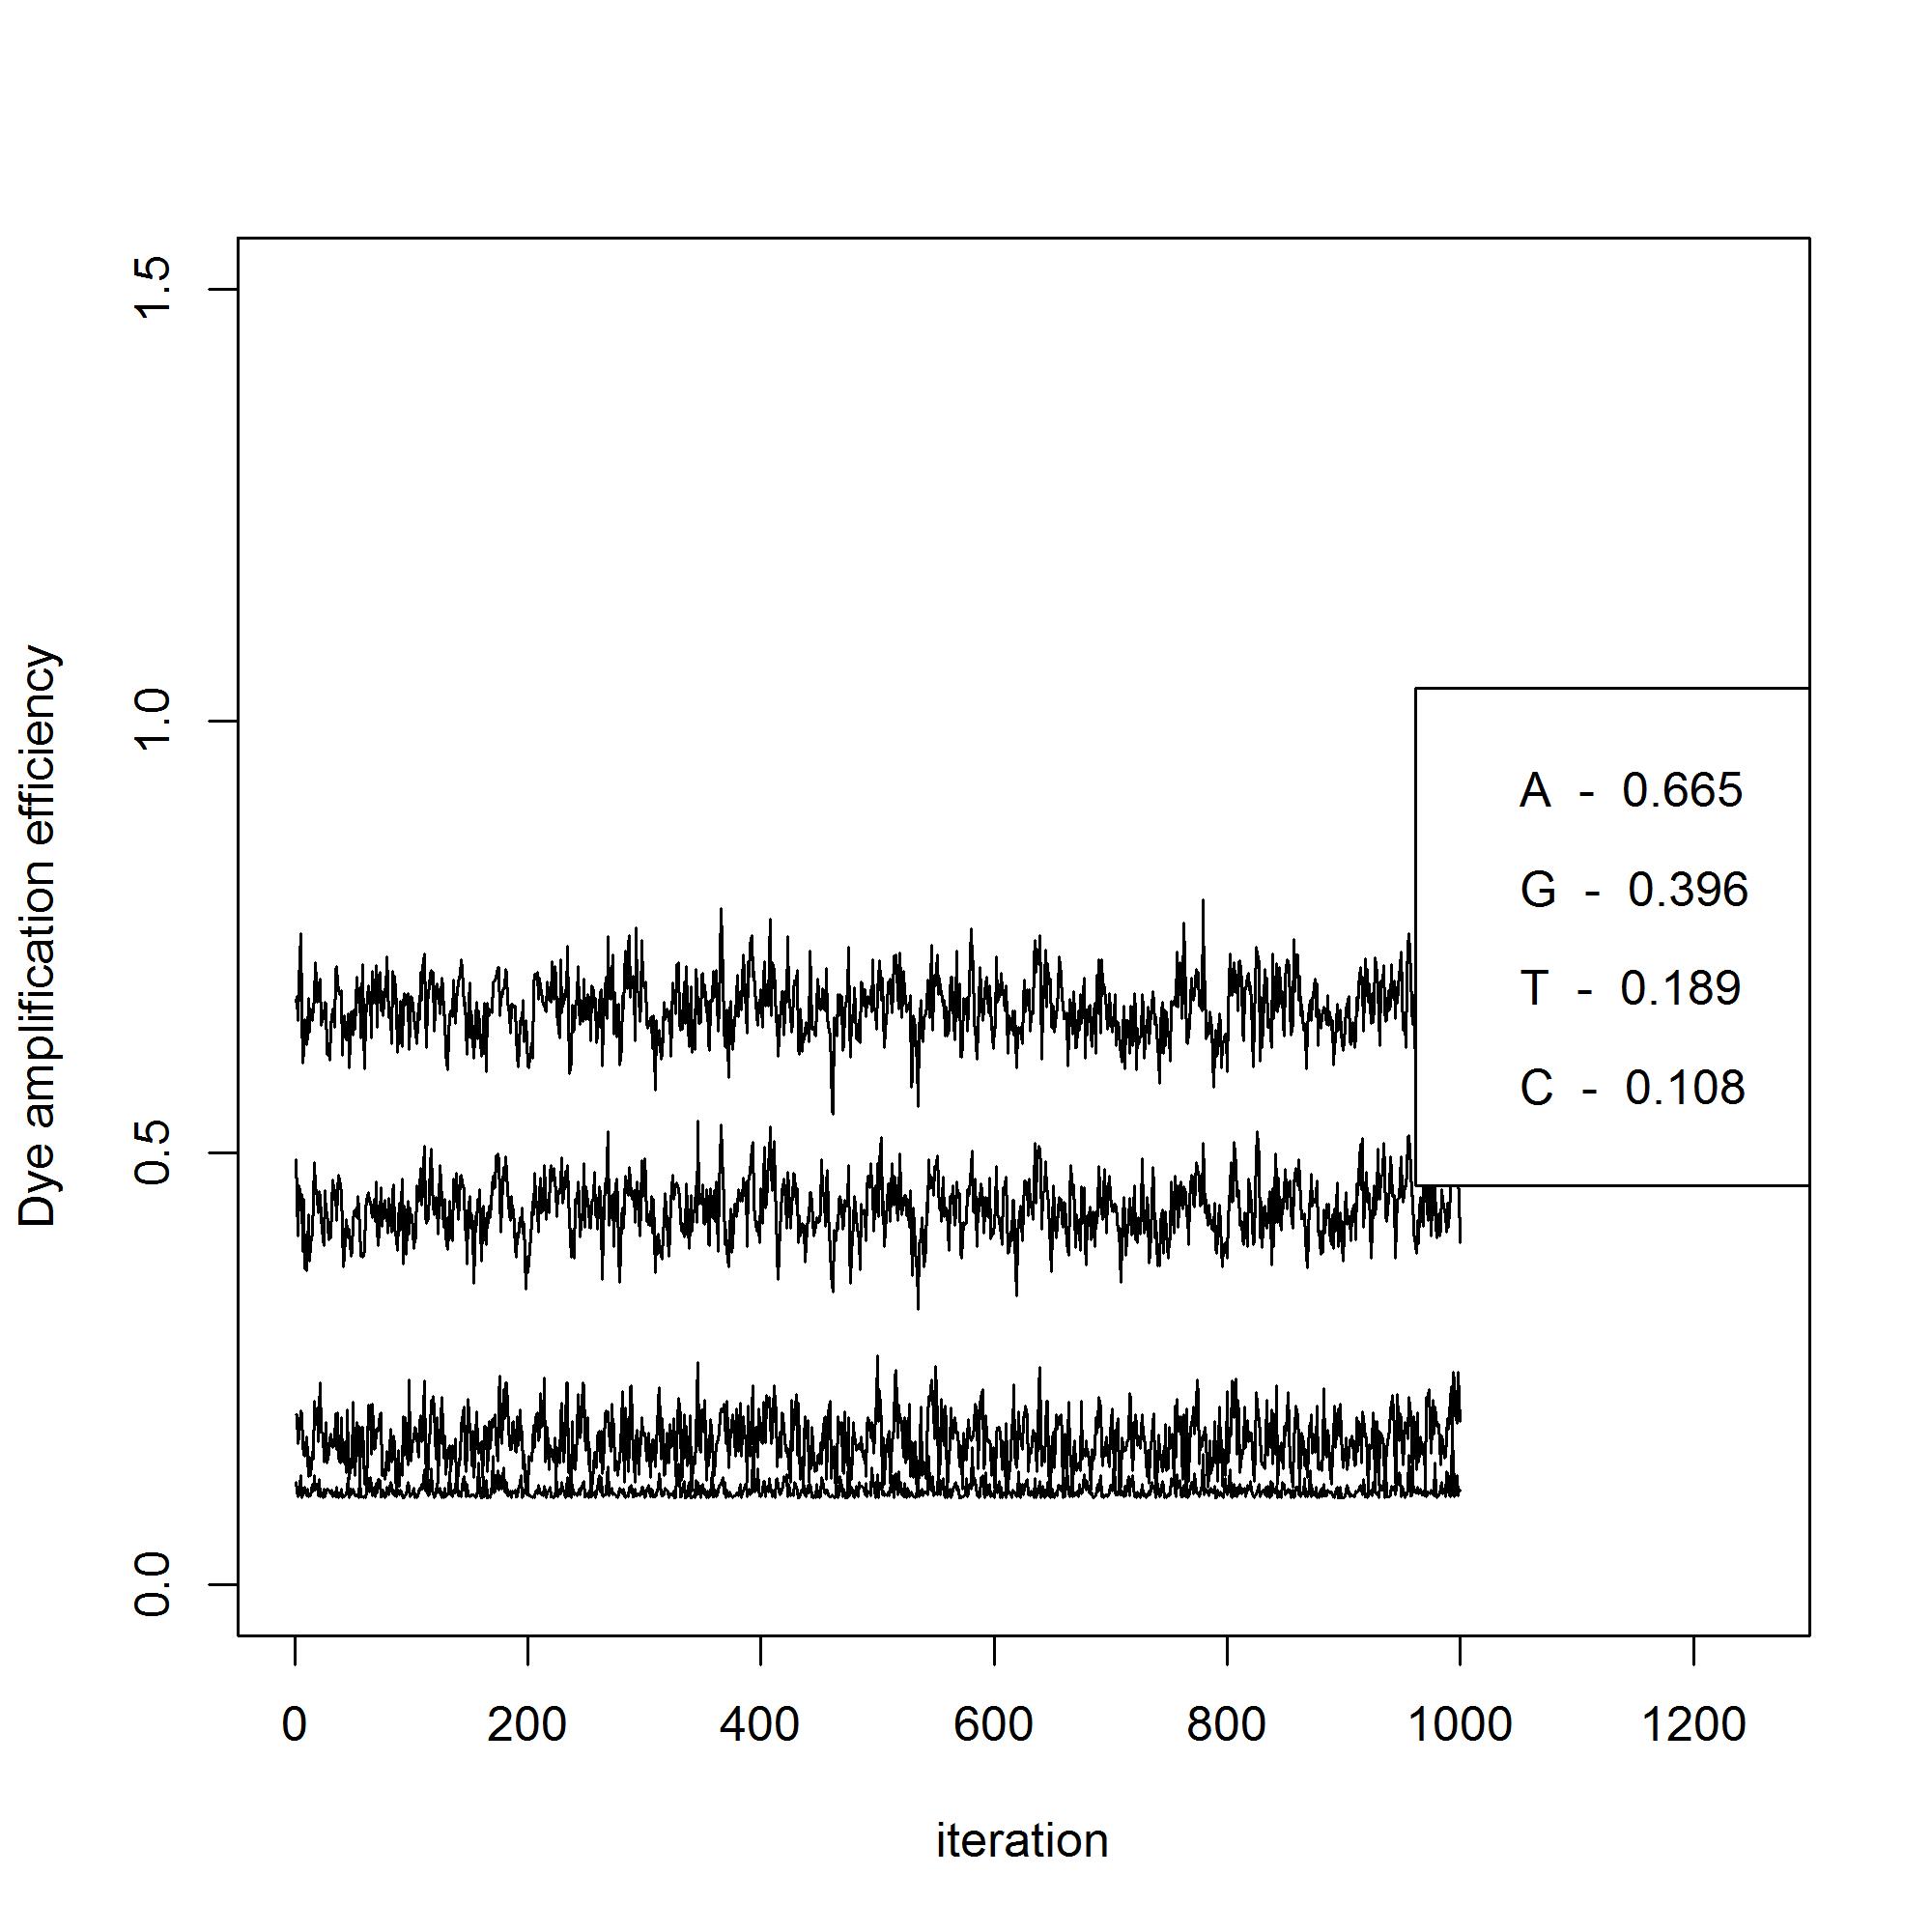 Dye amplification efficiency
1.5
1.0
0.5
0.0
A - 0.665
G - 0.396
T - 0.189
C - 0.108
0 200 400 600 800 1000 1200
iteration